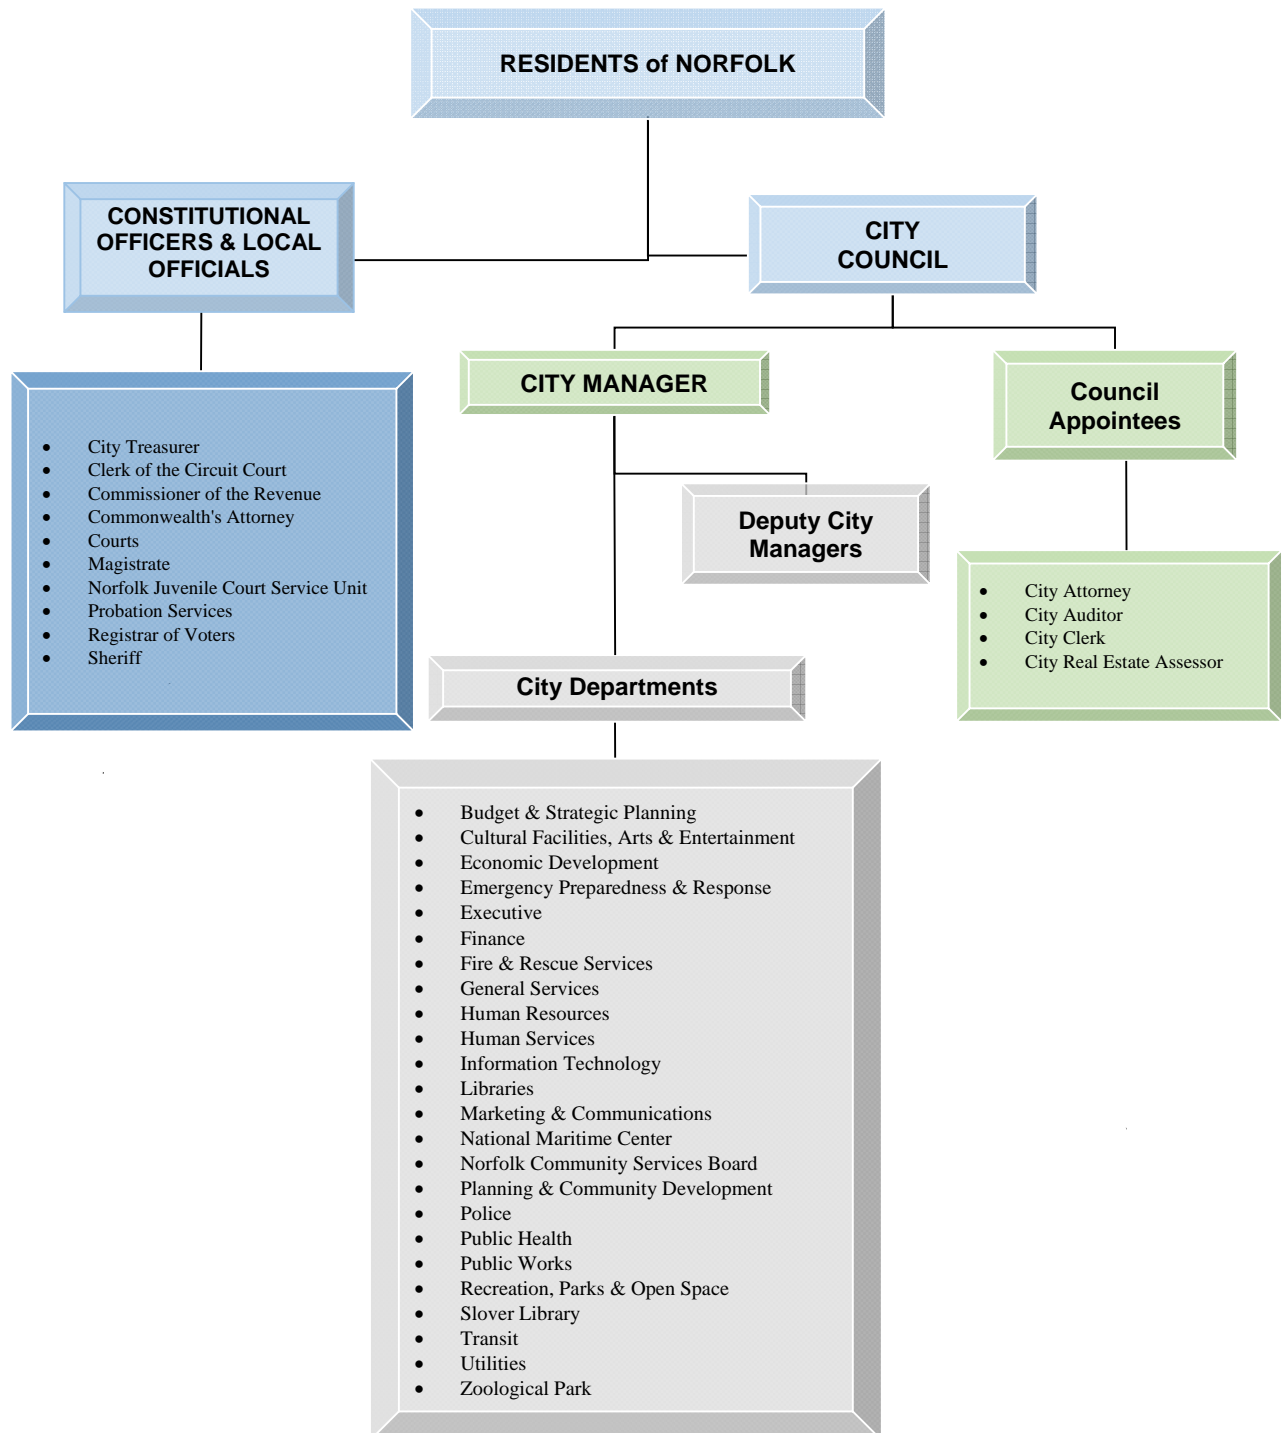 RESIDENTS of NORFOLK
CONSTITUTIONAL
OFFICERS & LOCAL
OFFICIALS
CITY
COUNCIL
CITY MANAGER
Council
Appointees
• City Treasurer
• Clerk of the Circuit Court
• Commissioner of the Revenue
• Commonwealth's Attorney
• Courts
• Magistrate
• Norfolk Juvenile Court Service Unit
• Probation Services
• Registrar of Voters
• Sheriff
Deputy City
Managers
• City Attorney
• City Auditor
• City Clerk
• City Real Estate Assessor
City Departments
• Budget & Strategic Planning
• Cultural Facilities, Arts & Entertainment
• Economic Development
• Emergency Preparedness & Response
• Executive
• Finance
• Fire & Rescue Services
• General Services
• Human Resources
• Human Services
• Information Technology
• Libraries
• Marketing & Communications
• National Maritime Center
• Norfolk Community Services Board
• Planning & Community Development
• Police
• Public Health
• Public Works
• Recreation, Parks & Open Space
• Slover Library
• Transit
• Utilities
• Zoological Park